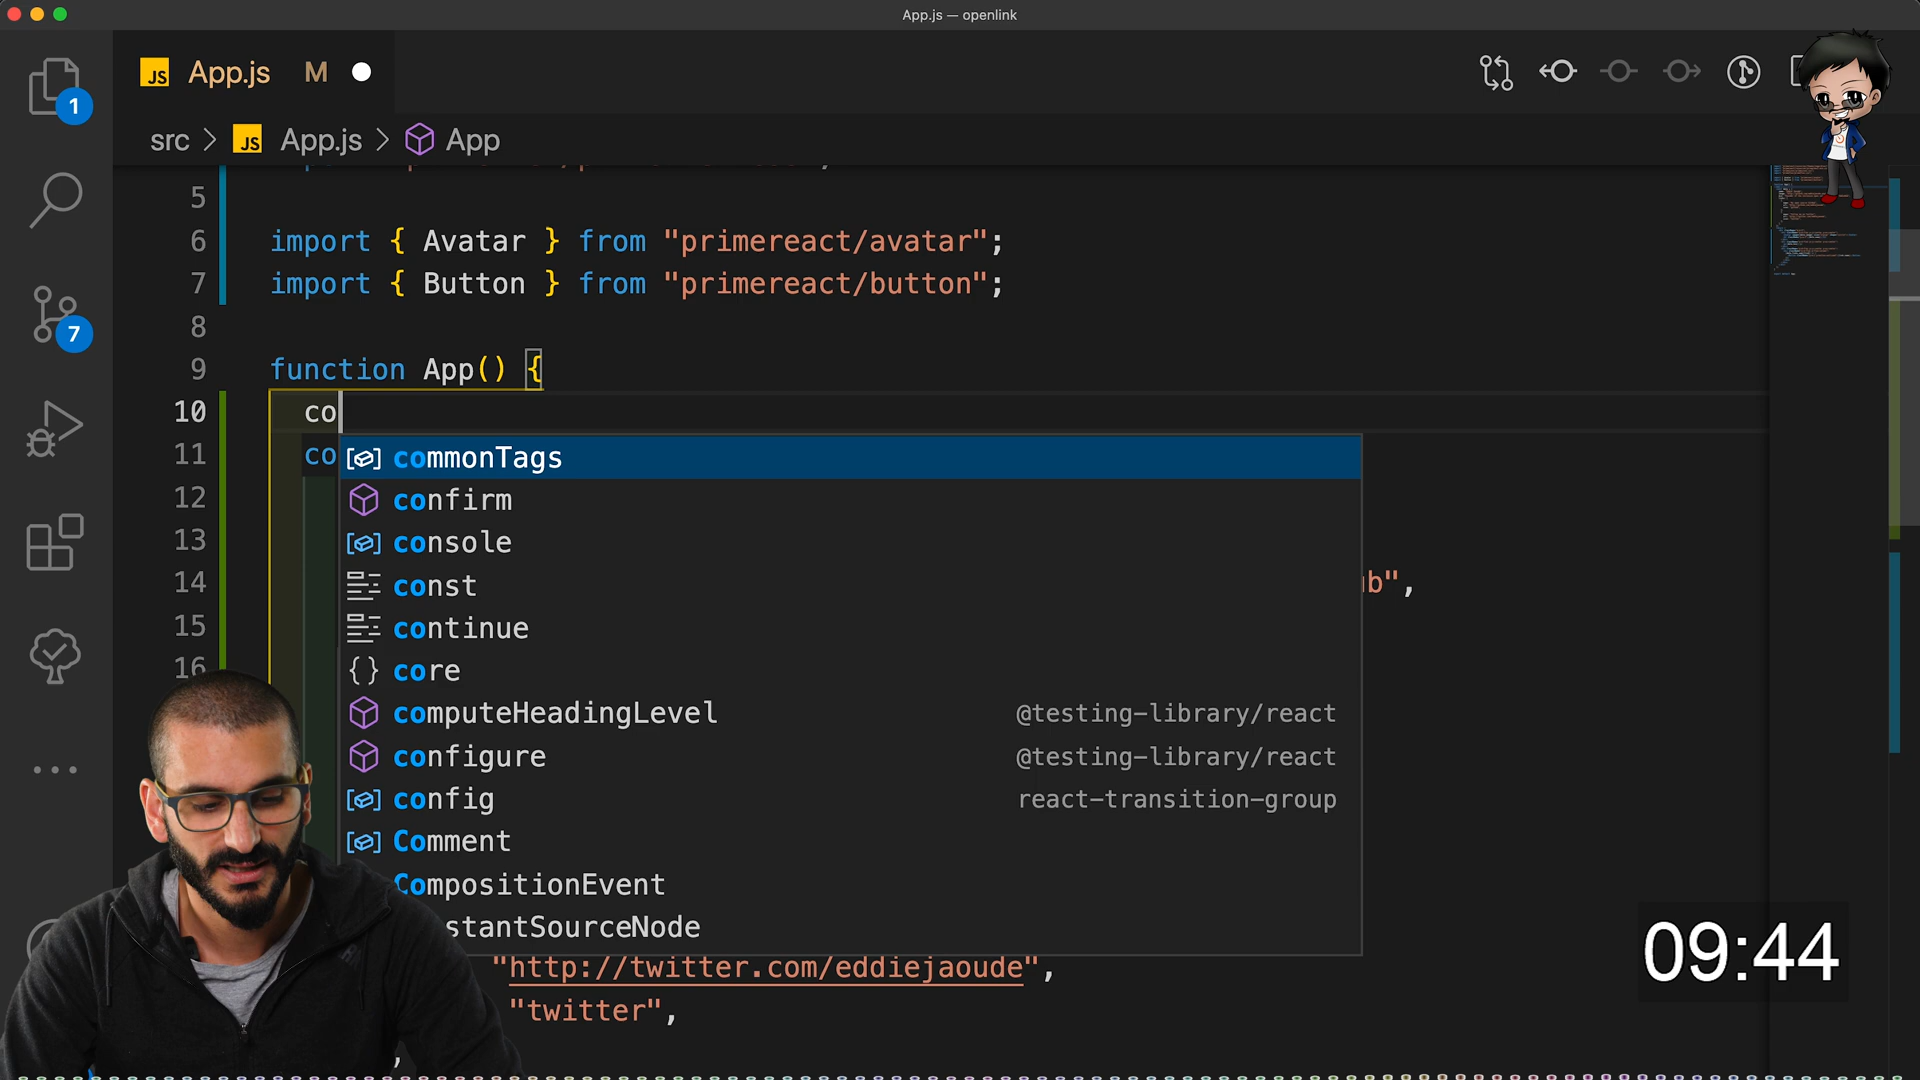 App.js — openlink
JS App.js M
1
src > JS App.js > App
5
6 import { Avatar } from "primereact/avatar";
7 import { Button } from "primereact/button";
8
7
9 function App() {
10 co
11 co
commonTags
12 confirm
13 console
14 const b",
15 continue
16 core
computeHeadingLevel @testing-library/react
configure @testing-library/react
config react-transition-group
Comment
CompositionEvent
stantSourceNode
09:44
"http://twitter.com/eddiejaoude",
"twitter",
,